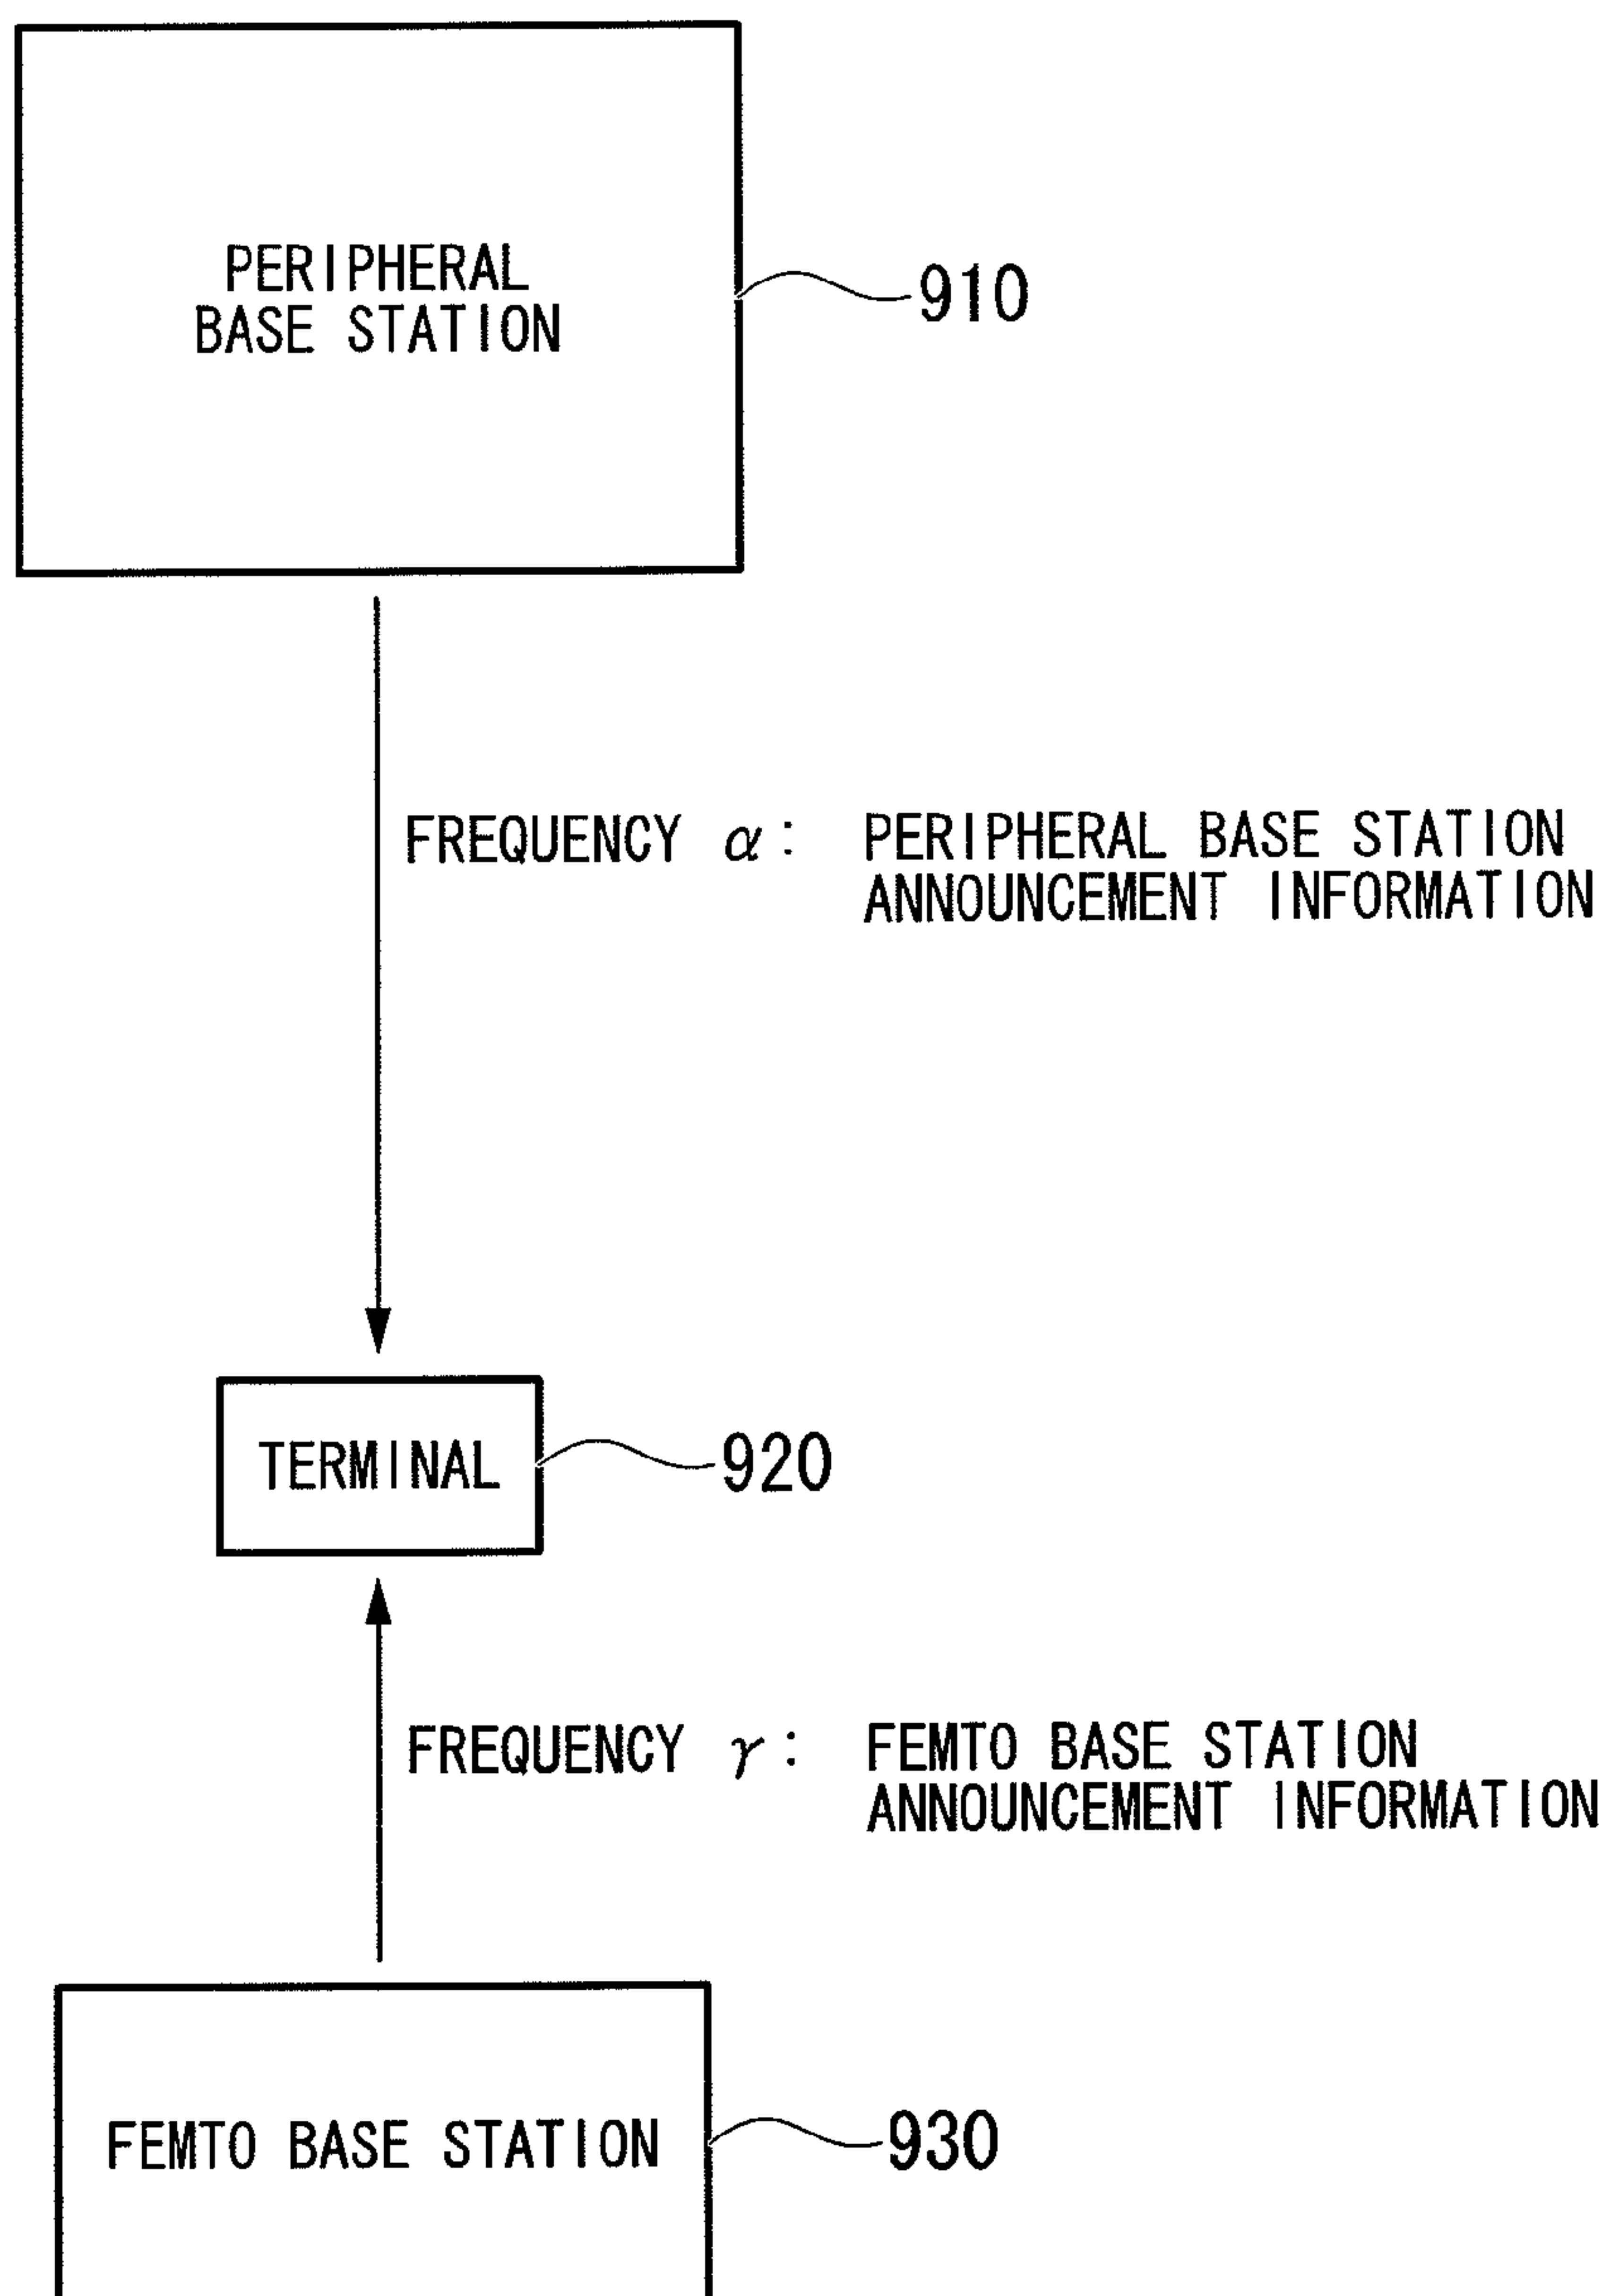 PERIPHERAL
BASE STATION
910
FREQUENCY α: PERIPHERAL BASE STATION
ANNOUNCEMENT INFORMATION
TERMINAL
920
FREQUENCY γ: FEMTO BASE STATION
ANNOUNCEMENT INFORMATION
FEMTO BASE STATION
930